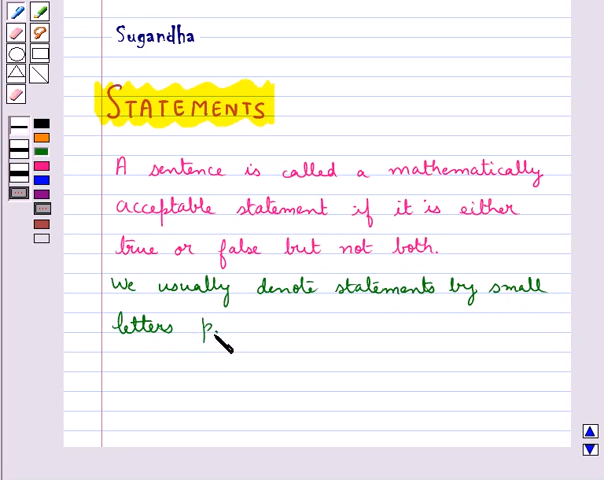 Sugandha
STATEMENTS
A sentence is called a mathematically
acceptable statement if it is either
true or false but not both.
We usually denote statements by small
letters p.